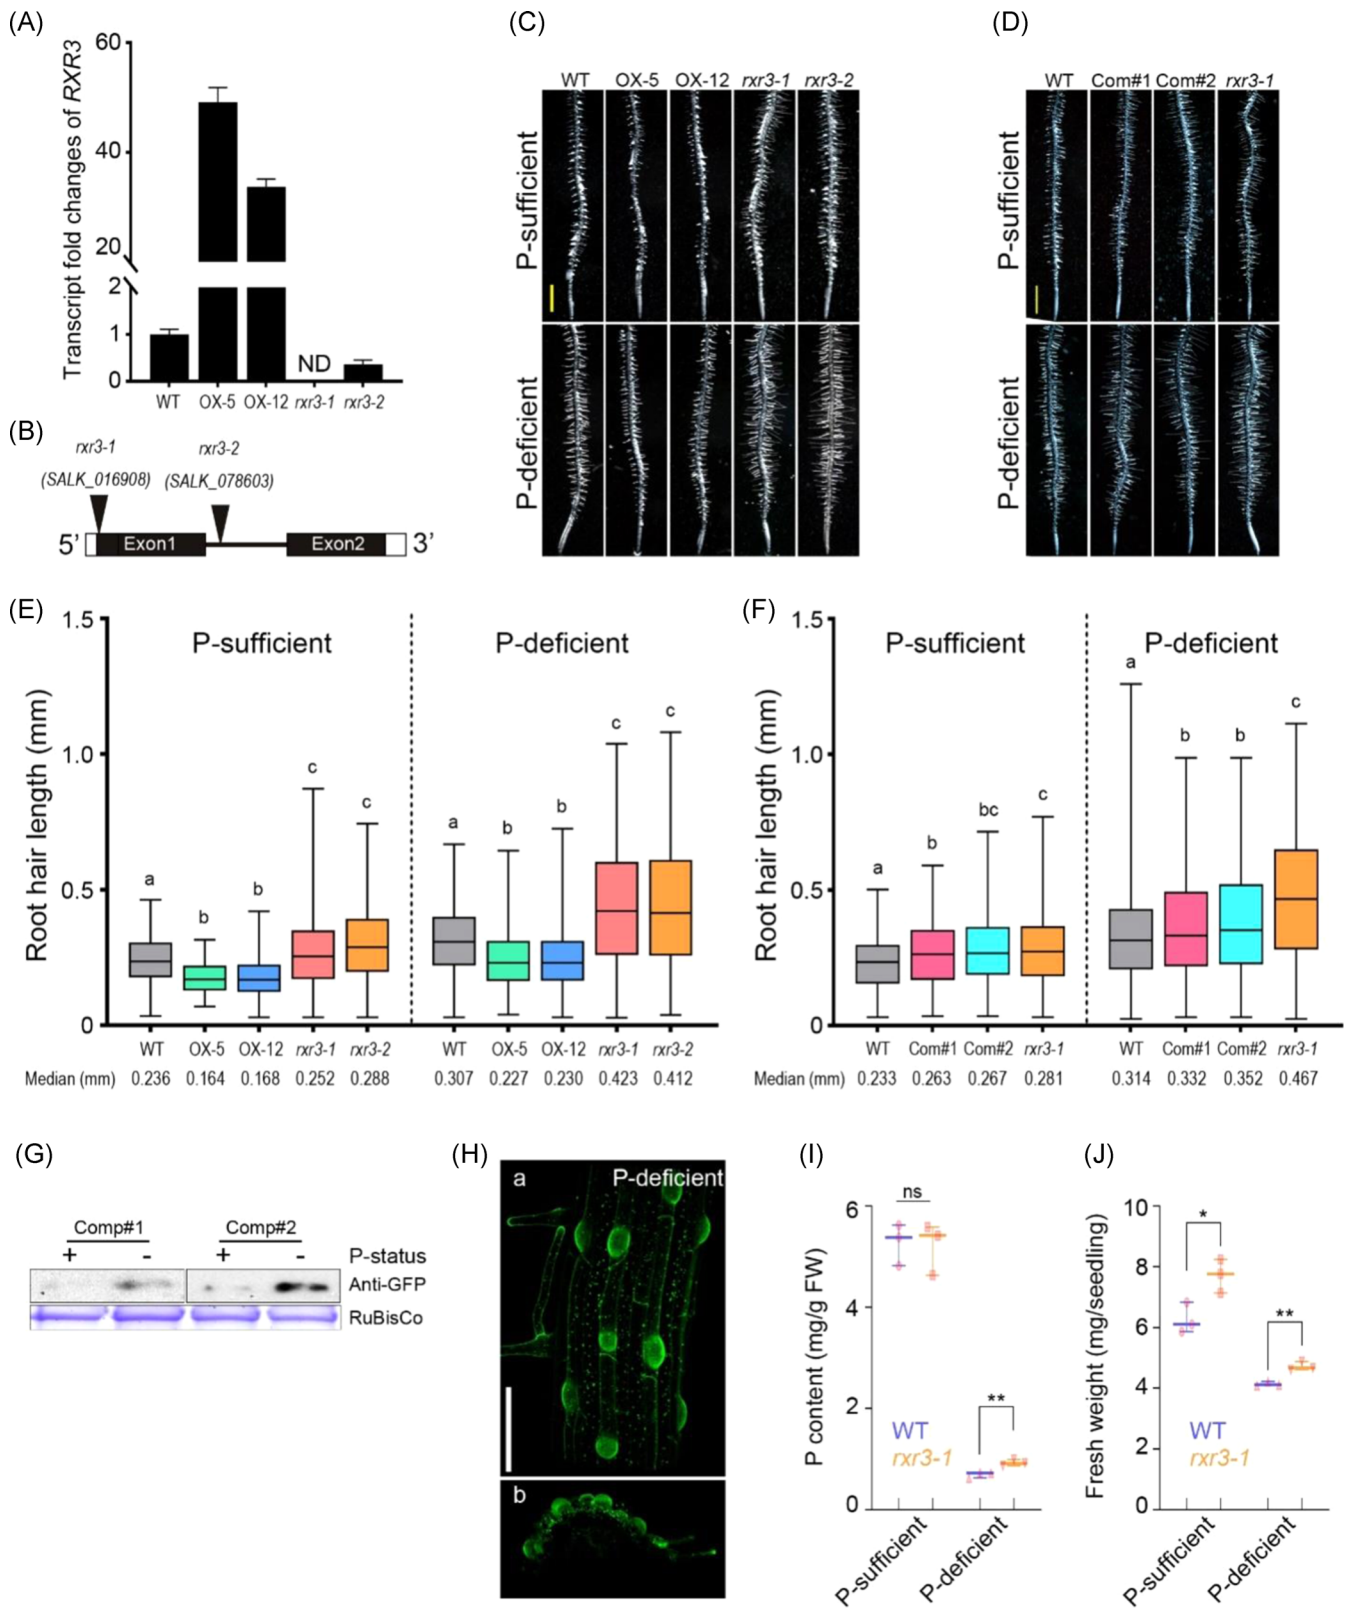 (A)
Transcript fold changes of RXR3
60
40
20
2
1
0
ND
WT OX-5 OX-12 rxr3-1 rxr3-2
(B)
rxr3-1 rxr3-2
(SALK_016908) (SALK_078603)
5’ Exon1 Exon2 3’
(C)
WT OX-5 OX-12 rxr3-1 rxr3-2
P-sufficient
P-deficient
(D)
WT Com#1 Com#2 rxr3-1
P-sufficient
P-deficient
(E)
Root hair length (mm)
1.5
1.0
0.5
0
P-sufficient P-deficient
a b b c c a b b c c
WT OX-5 OX-12 rxr3-1 rxr3-2 WT OX-5 OX-12 rxr3-1 rxr3-2
Median (mm) 0.236 0.164 0.168 0.252 0.288 0.307 0.227 0.230 0.423 0.412
(F)
Root hair length (mm)
1.5
1.0
0.5
0
P-sufficient P-deficient
a b bc c a b b c
WT Com#1 Com#2 rxr3-1 WT Com#1 Com#2 rxr3-1
Median (mm) 0.233 0.263 0.267 0.281 0.314 0.332 0.352 0.467
(G)
Comp#1 Comp#2
+ - + - P-status
Anti-GFP
RuBisCo
(H)
a P-deficient
b
(I)
P content (mg/g FW)
6
4
2
0
ns
**
WT
rxr3-1
P-sufficient
P-deficient
(J)
Fresh weight (mg/seedling)
10
8
6
4
2
0
*
**
WT
rxr3-1
P-sufficient
P-deficient